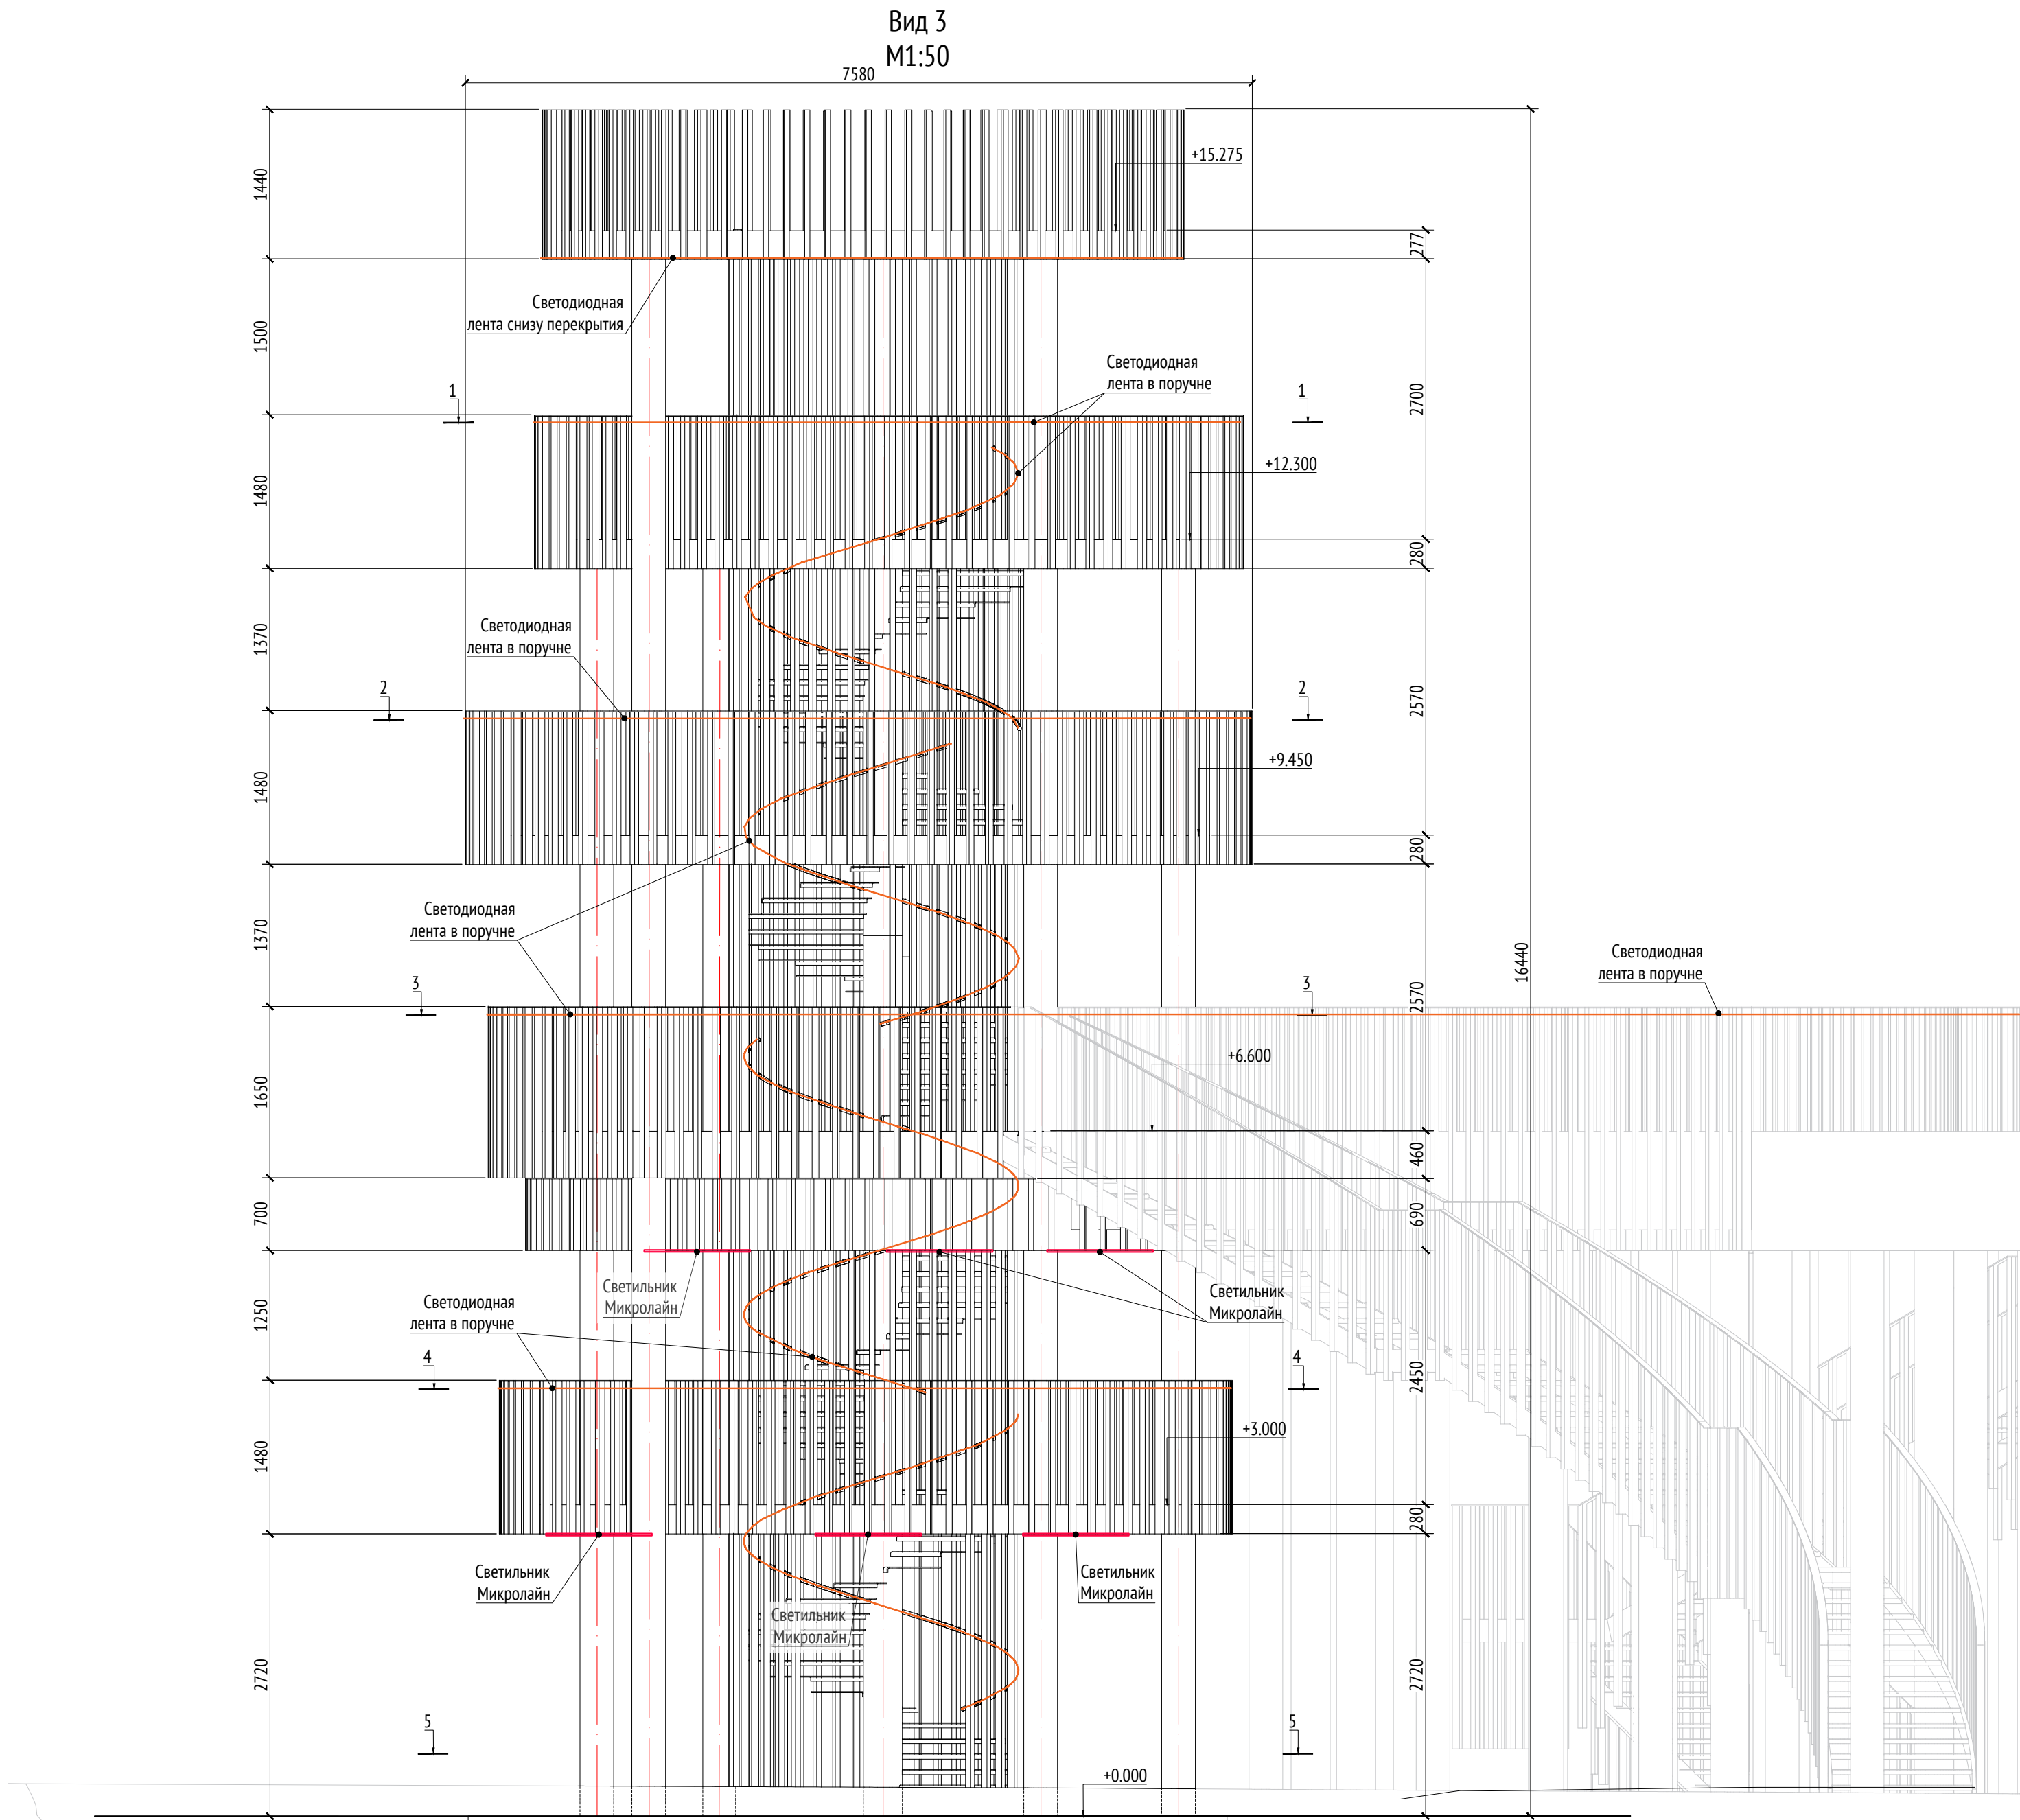 Вид 3
М1:50
7580
+15.275
1440
277
Светодиодная
лента снизу перекрытия
1500
Светодиодная
лента в поручне
1
1
2700
+12.300
1480
280
Светодиодная
лента в поручне
1370
2
2
2570
+9.450
1480
280
Светодиодная
лента в поручне
1370
16440
Светодиодная
лента в поручне
3
3
2570
+6.600
1650
460
700
690
Светильник
Микролайн
Светильник
Микролайн
Светодиодная
лента в поручне
1250
4
4
2450
+3.000
1480
280
Светильник
Микролайн
Светильник
Микролайн
Светильник
Микролайн
2720
2720
5
5
+0.000